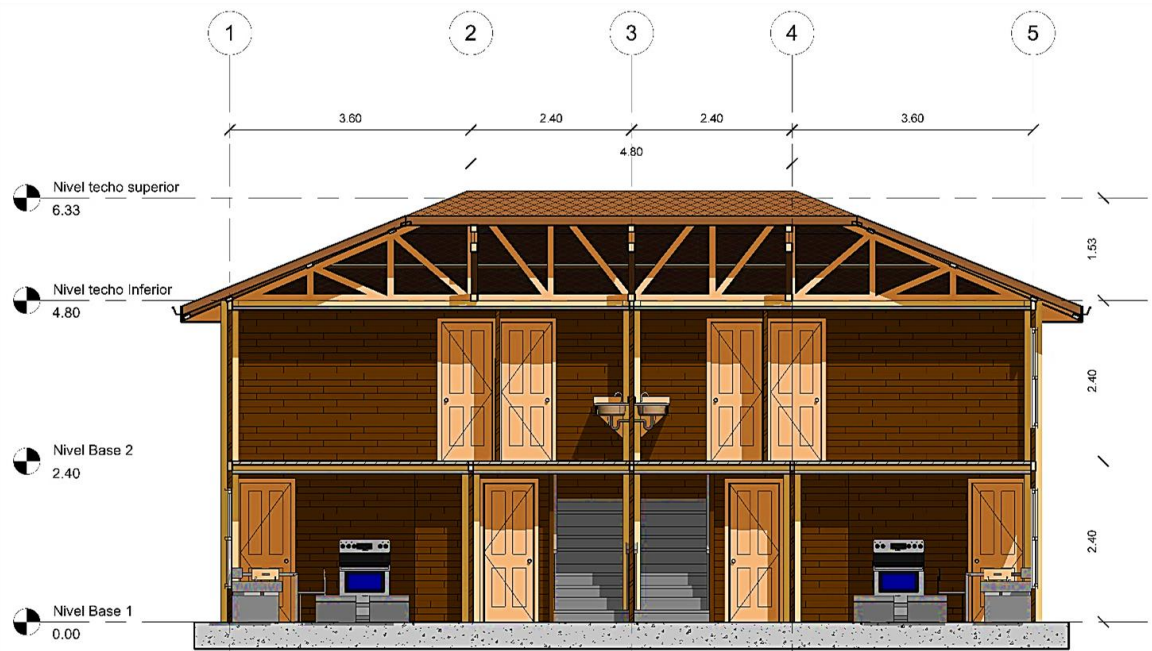 1 2 3 4 5
3.60 2.40 2.40 3.60
4.80
Nivel techo superior
6.33
1.53
Nivel techo Inferior
4.80
2.40
Nivel Base 2
2.40
2.40
Nivel Base 1
0.00